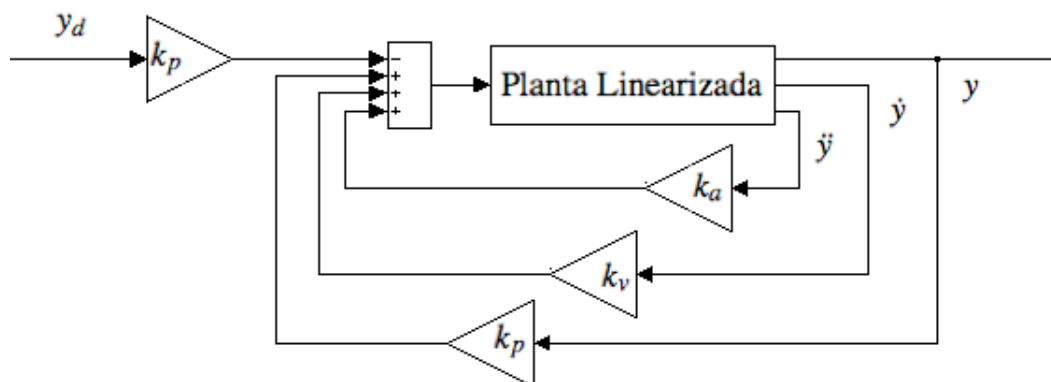 y_d
k_p
−
+
+
+
Planta Linearizada
y
ẏ
ÿ
k_a
k_v
k_p